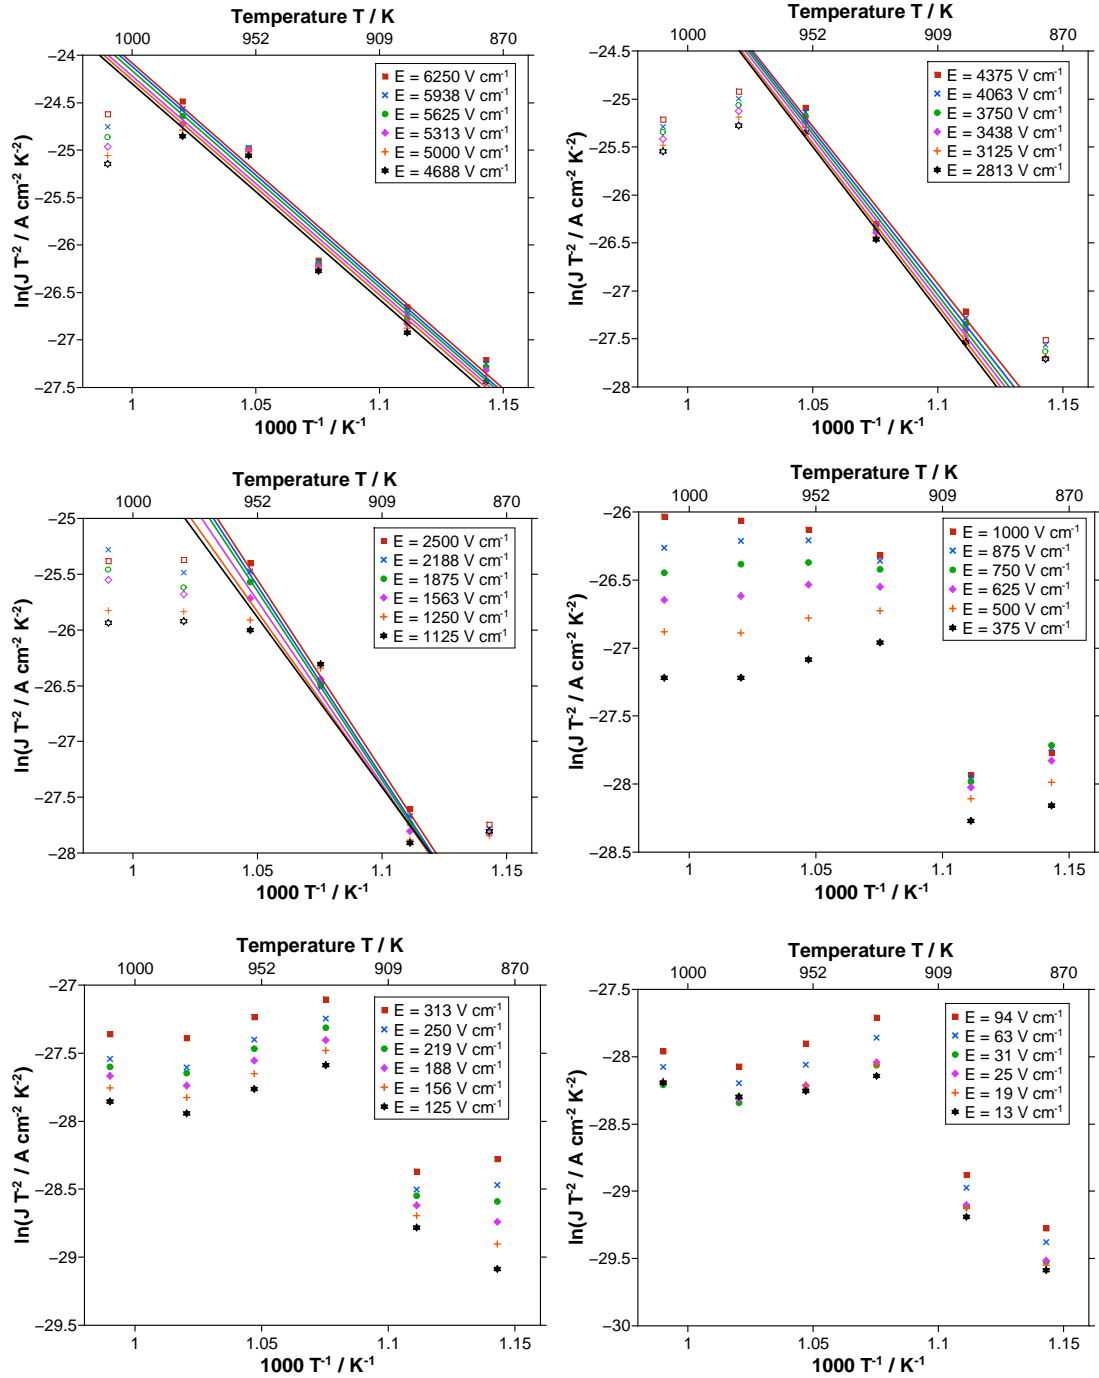 Temperature T / K
1000 952 909 870
−24
−24.5
−25
−25.5
−26
−26.5
−27
−27.5
ln(J T⁻² / A cm⁻² K⁻²)
E = 6250 V cm⁻¹
E = 5938 V cm⁻¹
E = 5625 V cm⁻¹
E = 5313 V cm⁻¹
E = 5000 V cm⁻¹
E = 4688 V cm⁻¹
1 1.05 1.1 1.15
1000 T⁻¹ / K⁻¹
Temperature T / K
1000 952 909 870
−24.5
−25
−25.5
−26
−26.5
−27
−27.5
−28
ln(J T⁻² / A cm⁻² K⁻²)
E = 4375 V cm⁻¹
E = 4063 V cm⁻¹
E = 3750 V cm⁻¹
E = 3438 V cm⁻¹
E = 3125 V cm⁻¹
E = 2813 V cm⁻¹
1 1.05 1.1 1.15
1000 T⁻¹ / K⁻¹
Temperature T / K
1000 952 909 870
−25
−25.5
−26
−26.5
−27
−27.5
−28
ln(J T⁻² / A cm⁻² K⁻²)
E = 2500 V cm⁻¹
E = 2188 V cm⁻¹
E = 1875 V cm⁻¹
E = 1563 V cm⁻¹
E = 1250 V cm⁻¹
E = 1125 V cm⁻¹
1 1.05 1.1 1.15
1000 T⁻¹ / K⁻¹
Temperature T / K
1000 952 909 870
−26
−26.5
−27
−27.5
−28
−28.5
ln(J T⁻² / A cm⁻² K⁻²)
E = 1000 V cm⁻¹
E = 875 V cm⁻¹
E = 750 V cm⁻¹
E = 625 V cm⁻¹
E = 500 V cm⁻¹
E = 375 V cm⁻¹
1 1.05 1.1 1.15
1000 T⁻¹ / K⁻¹
Temperature T / K
1000 952 909 870
−27
−27.5
−28
−28.5
−29
−29.5
ln(J T⁻² / A cm⁻² K⁻²)
E = 313 V cm⁻¹
E = 250 V cm⁻¹
E = 219 V cm⁻¹
E = 188 V cm⁻¹
E = 156 V cm⁻¹
E = 125 V cm⁻¹
1 1.05 1.1 1.15
1000 T⁻¹ / K⁻¹
Temperature T / K
1000 952 909 870
−27.5
−28
−28.5
−29
−29.5
−30
ln(J T⁻² / A cm⁻² K⁻²)
E = 94 V cm⁻¹
E = 63 V cm⁻¹
E = 31 V cm⁻¹
E = 25 V cm⁻¹
E = 19 V cm⁻¹
E = 13 V cm⁻¹
1 1.05 1.1 1.15
1000 T⁻¹ / K⁻¹